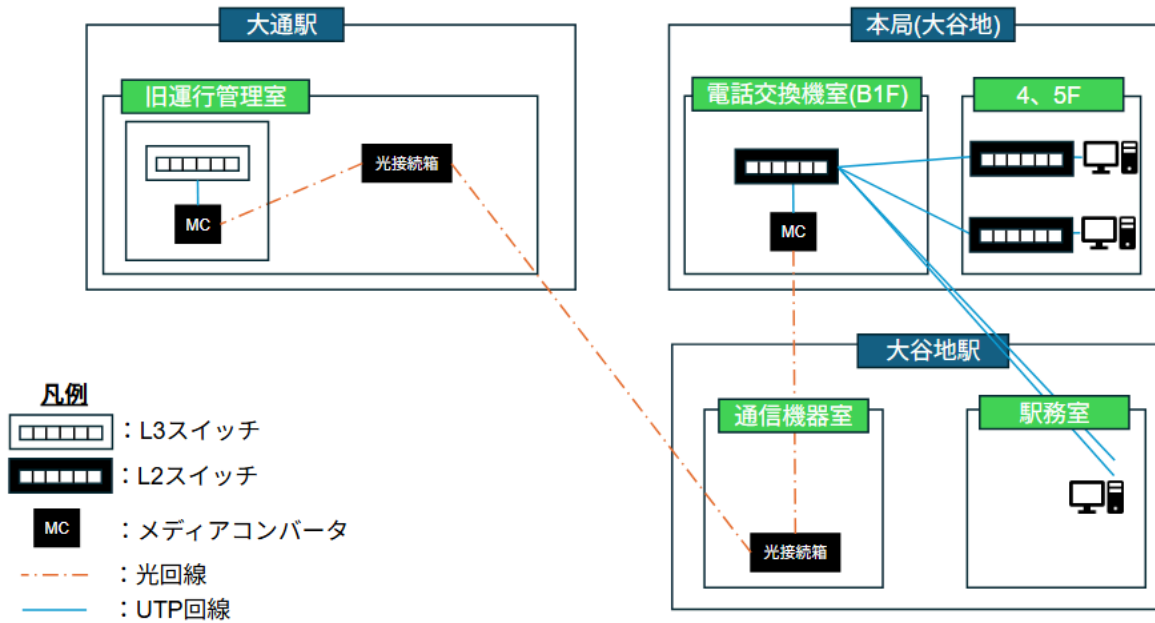 大通駅
本局(大谷地)
旧運行管理室
電話交換機室(B1F)
4、5F
光接続箱
MC
MC
大谷地駅
通信機器室
駅務室
光接続箱
凡例
：L3スイッチ
：L2スイッチ
MC
：メディアコンバータ
：光回線
：UTP回線